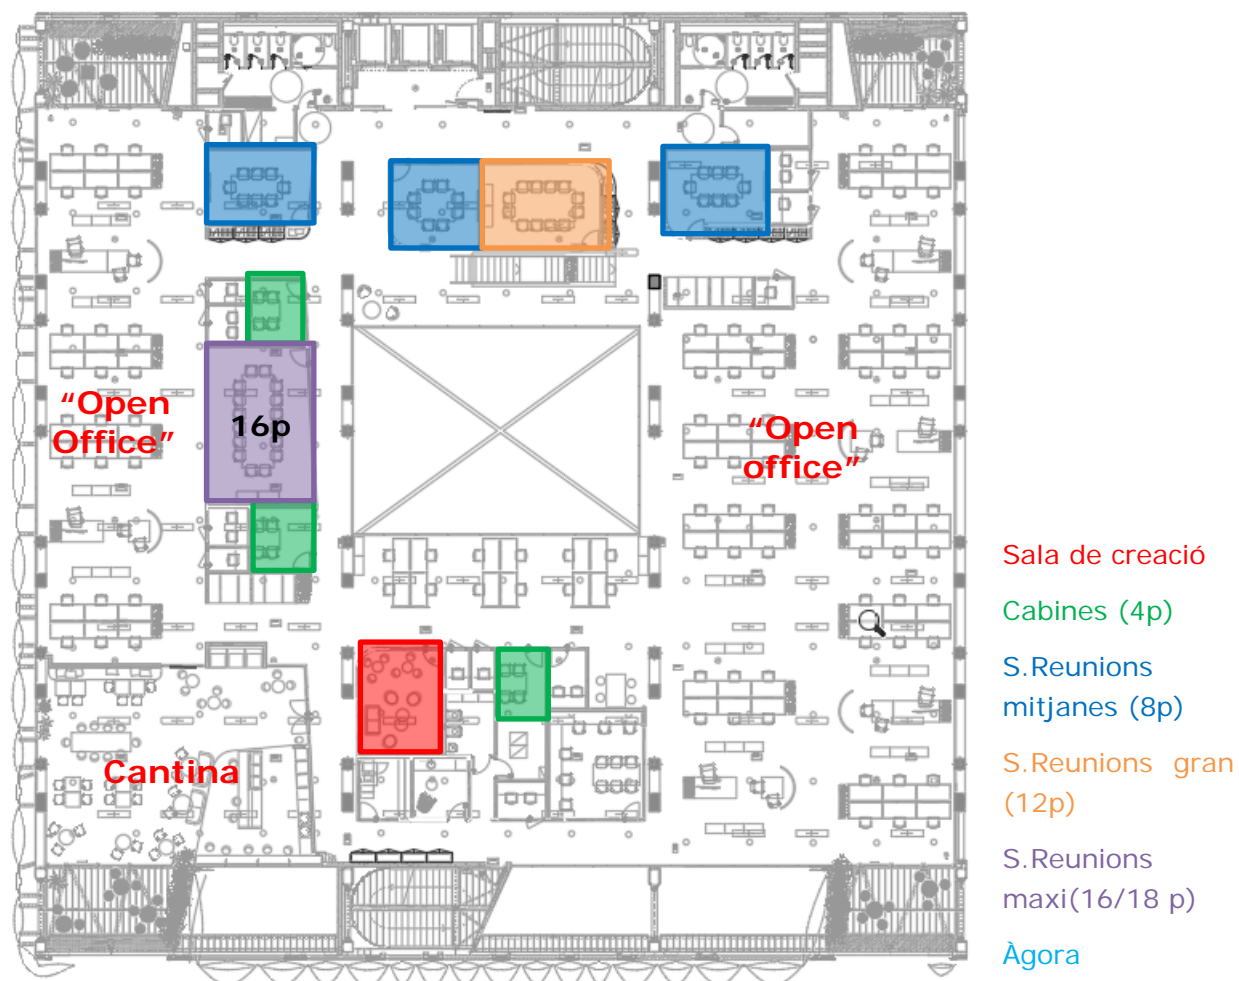 “Open
Office”
16p
“Open
office”
Cantina
Sala de creació
Cabines (4p)
S.Reunions
mitjanes (8p)
S.Reunions gran
(12p)
S.Reunions
maxi(16/18 p)
Àgora